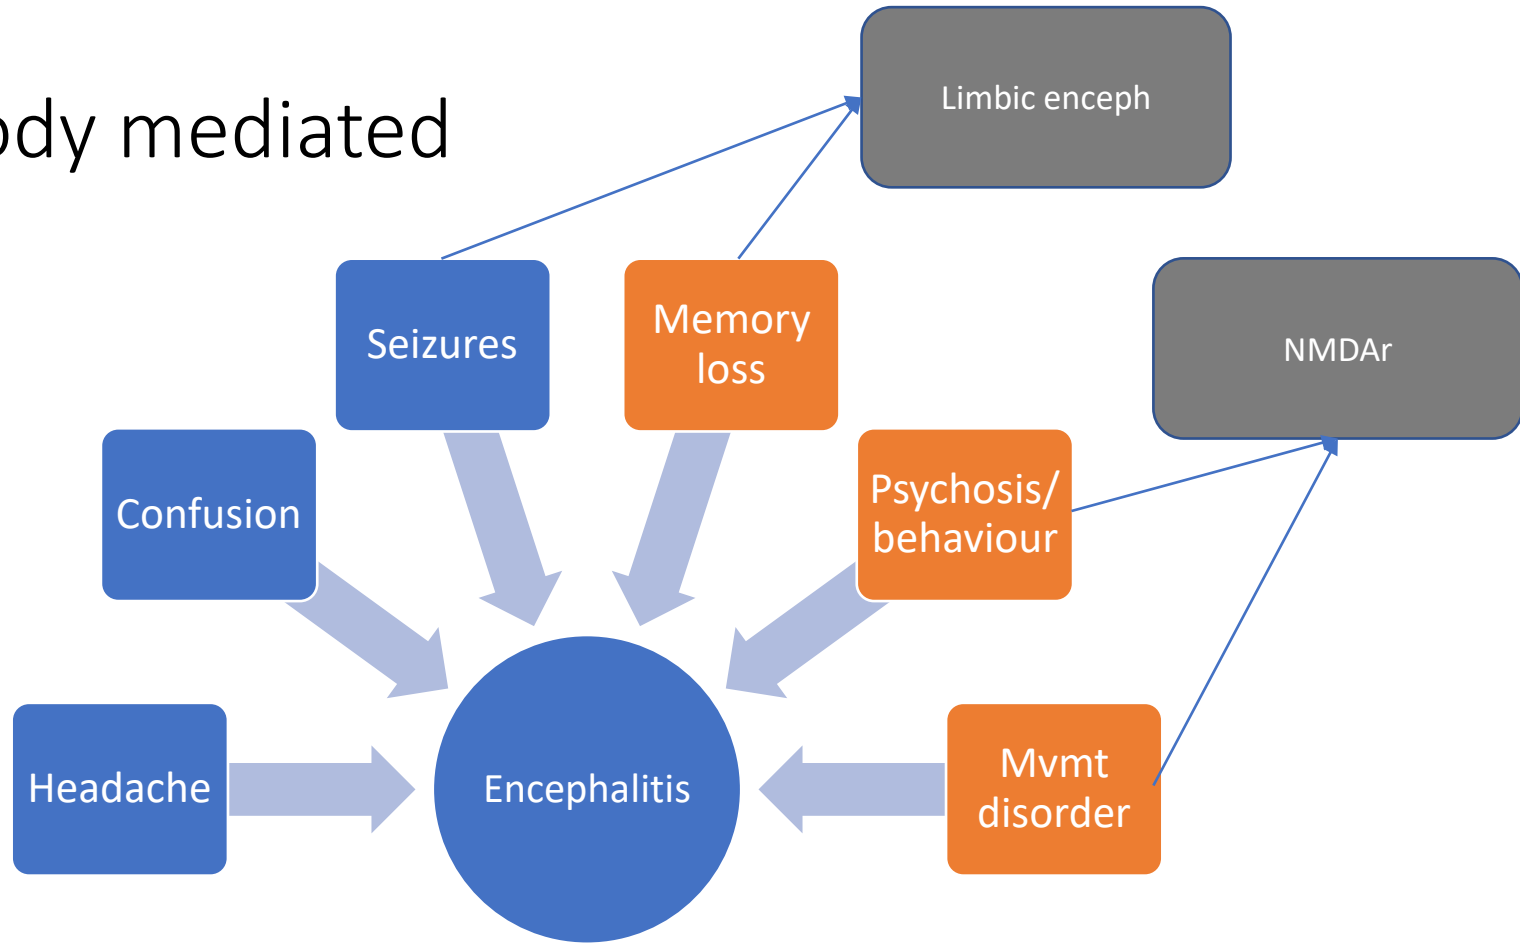 ody mediated
Limbic enceph
Seizures
Memory
loss
NMDAr
Confusion
Psychosis/
behaviour
Headache
Encephalitis
Mvmt
disorder